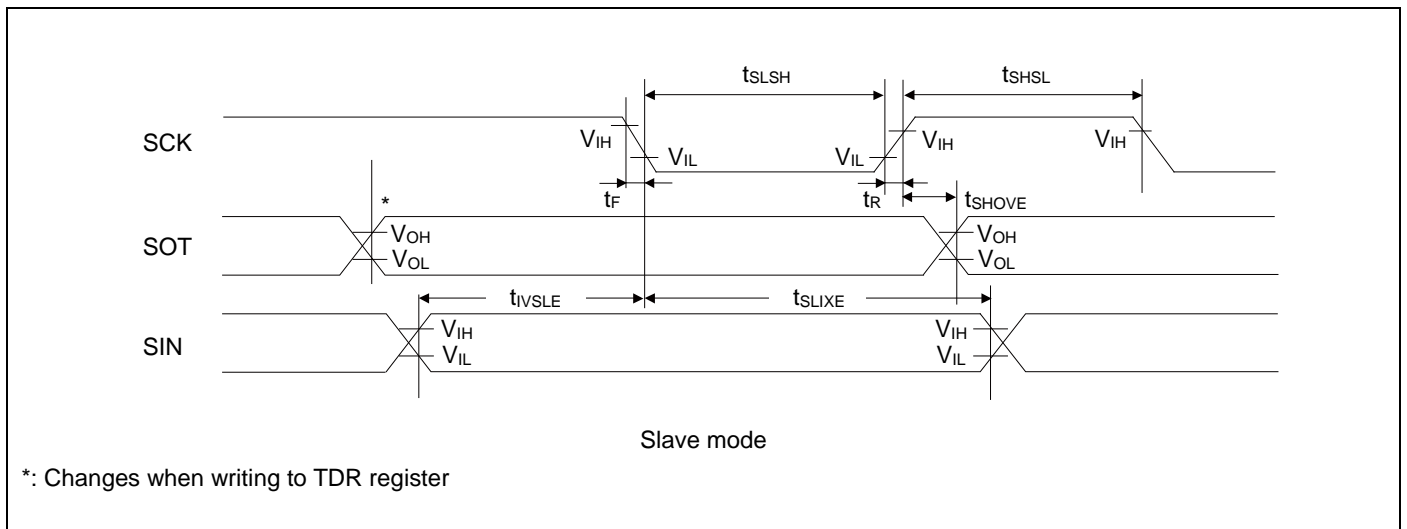 tSLSH
tSHSL
SCK
VIH
VIL
VIL
VIH
VIH
tF
tR
tSHOVE
*
SOT
VOH
VOL
VOH
VOL
tIVSLE
tSLIXE
SIN
VIH
VIL
VIH
VIL
Slave mode
*: Changes when writing to TDR register